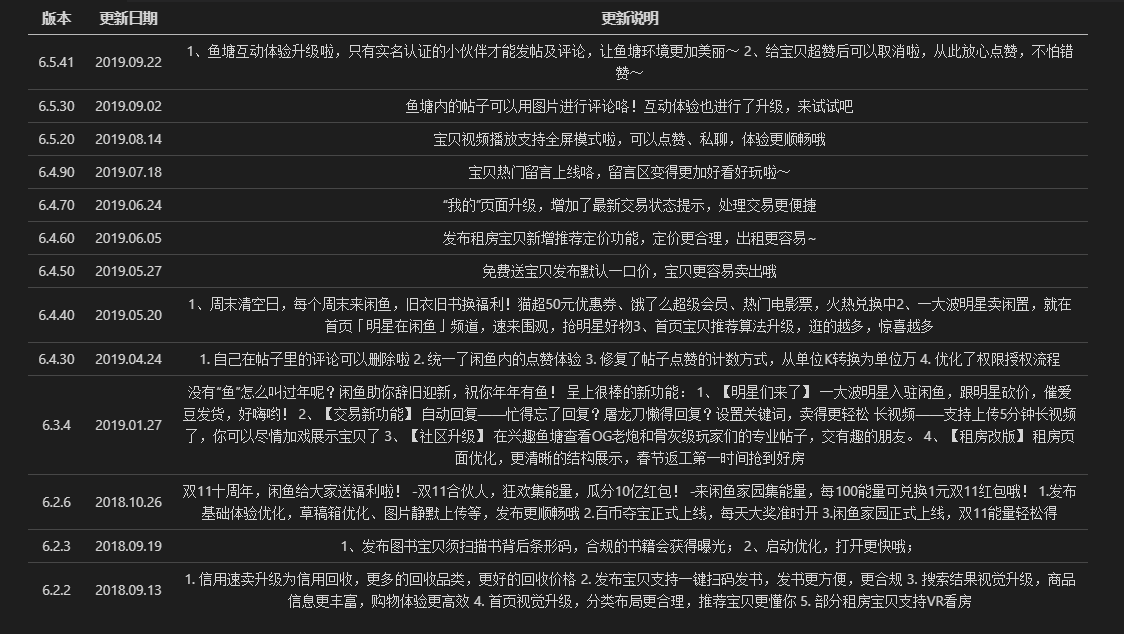 版本 更新日期 更新说明
1、鱼塘互动体验升级啦，只有实名认证的小伙伴才能发帖及评论，让鱼塘环境更加美丽～ 2、给宝贝超赞后可以取消啦，从此放心点赞，不怕错
6.5.41 2019.09.22
赞～
6.5.30 2019.09.02 鱼塘内的帖子可以用图片进行评论咯！互动体验也进行了升级，来试试吧
6.5.20 2019.08.14 宝贝视频播放支持全屏模式啦，可以点赞、私聊，体验更顺畅哦
6.4.90 2019.07.18 宝贝热门留言上线咯，留言区变得更加好看好玩啦～
6.4.70 2019.06.24 “我的”页面升级，增加了最新交易状态提示，处理交易更便捷
6.4.60 2019.06.05 发布租房宝贝新增推荐定价功能，定价更合理，出租更容易~
6.4.50 2019.05.27 免费送宝贝发布默认一口价，宝贝更容易卖出哦
1、周末清空日，每个周末来闲鱼，旧衣旧书换福利！猫超50元优惠券、饿了么超级会员、热门电影票，火热兑换中2、一大波明星卖闲置，就在
6.4.40 2019.05.20
首页「明星在闲鱼」频道，速来围观，抢明星好物3、首页宝贝推荐算法升级，逛的越多，惊喜越多
6.4.30 2019.04.24 1. 自己在帖子里的评论可以删除啦 2. 统一了闲鱼内的点赞体验 3. 修复了帖子点赞的计数方式，从单位K转换为单位万 4. 优化了权限授权流程
没有“鱼”怎么叫过年呢？闲鱼助你辞旧迎新，祝你年年有鱼！ 呈上很棒的新功能： 1、【明星们来了】 一大波明星入驻闲鱼，跟明星砍价，催爱
豆发货，好嗨哟！ 2、【交易新功能】 自动回复——忙得忘了回复？屠龙刀懒得回复？设置关键词，卖得更轻松 长视频——支持上传5分钟长视频
6.3.4 2019.01.27
了，你可以尽情加戏展示宝贝了 3、【社区升级】 在兴趣鱼塘查看OG老炮和骨灰级玩家们的专业帖子，交有趣的朋友。 4、【租房改版】 租房页
面优化，更清晰的结构展示，春节返工第一时间抢到好房
双11十周年，闲鱼给大家送福利啦！ -双11合伙人，狂欢集能量，瓜分10亿红包！ -来闲鱼家园集能量，每100能量可兑换1元双11红包哦！ 1.发布
6.2.6 2018.10.26
基础体验优化，草稿箱优化、图片静默上传等，发布更顺畅哦 2.百币夺宝正式上线，每天大奖准时开 3.闲鱼家园正式上线，双11能量轻松得
6.2.3 2018.09.19 1、发布图书宝贝须扫描书背后条形码，合规的书籍会获得曝光； 2、启动优化，打开更快哦；
1. 信用速卖升级为信用回收，更多的回收品类，更好的回收价格 2. 发布宝贝支持一键扫码发书，发书更方便，更合规 3. 搜索结果视觉升级，商品
6.2.2 2018.09.13
信息更丰富，购物体验更高效 4. 首页视觉升级，分类布局更合理，推荐宝贝更懂你 5. 部分租房宝贝支持VR看房